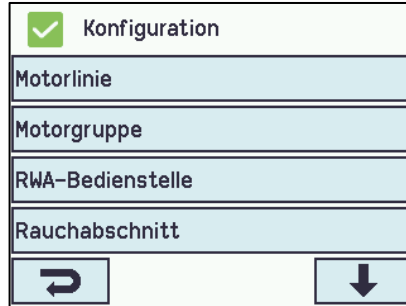 Konfiguration
Motorlinie
Motorgruppe
RWA-Bedienstelle
Rauchabschnitt